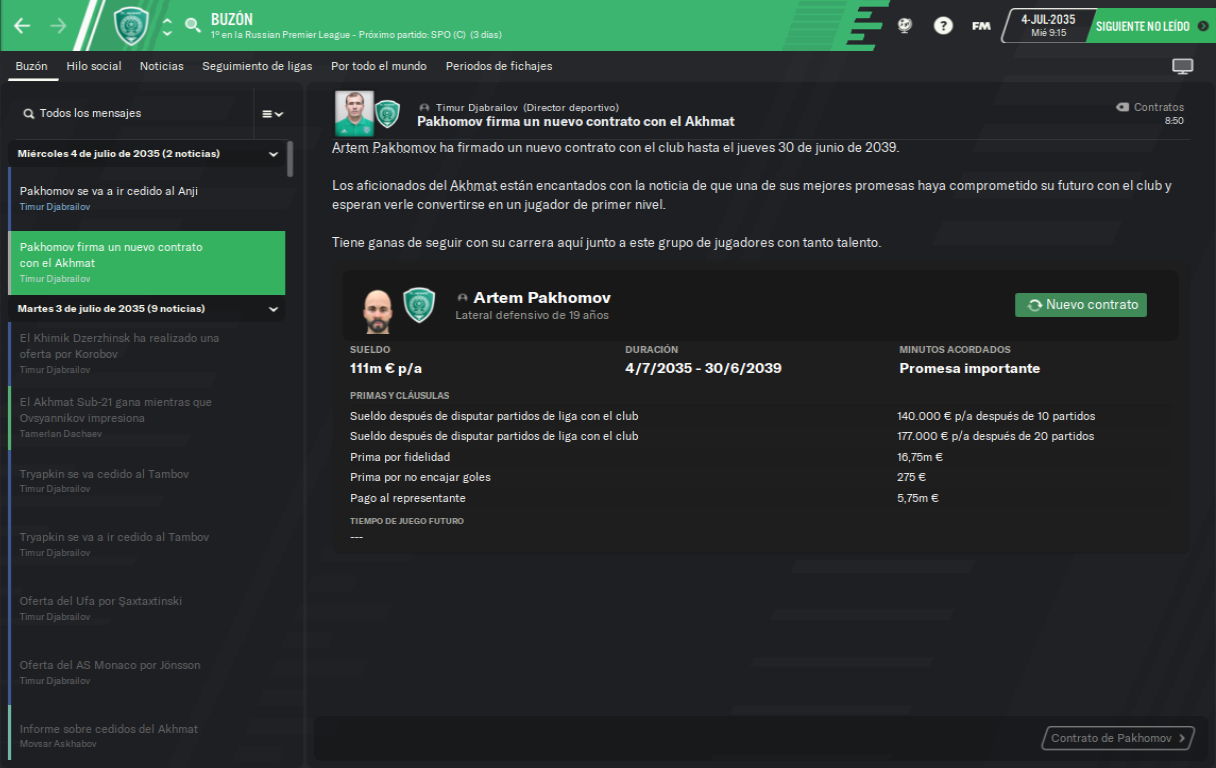 BUZÓN
1º en la Russian Premier League - Próximo partido: SPO (C) (3 días)
FM
4-JUL-2035
Mié 9:15
SIGUIENTE NO LEÍDO
Buzón
Hilo social
Noticias
Seguimiento de ligas
Por todo el mundo
Periodos de fichajes
Todos los mensajes
Miércoles 4 de julio de 2035 (2 noticias)
Pakhomov se va a ir cedido al Anji
Timur Djabrailov
Pakhomov firma un nuevo contrato
con el Akhmat
Timur Djabrailov
Martes 3 de julio de 2035 (9 noticias)
El Khimik Dzerzhinsk ha realizado una
oferta por Korobov
Timur Djabrailov
El Akhmat Sub-21 gana mientras que
Ovsyannikov impresiona
Tamerlan Dachaev
Tryapkin se va cedido al Tambov
Timur Djabrailov
Tryapkin se va a ir cedido al Tambov
Timur Djabrailov
Oferta del Ufa por Şaxtaxtinski
Timur Djabrailov
Oferta del AS Monaco por Jönsson
Timur Djabrailov
Informe sobre cedidos del Akhmat
Movsar Askhabov
Timur Djabrailov (Director deportivo)
Pakhomov firma un nuevo contrato con el Akhmat
Contratos
8:50
Artem Pakhomov ha firmado un nuevo contrato con el club hasta el jueves 30 de junio de 2039.
Los aficionados del Akhmat están encantados con la noticia de que una de sus mejores promesas haya comprometido su futuro con el club y
esperan verle convertirse en un jugador de primer nivel.
Tiene ganas de seguir con su carrera aquí junto a este grupo de jugadores con tanto talento.
Artem Pakhomov
Lateral defensivo de 19 años
Nuevo contrato
SUELDO
111m € p/a
DURACIÓN
4/7/2035 - 30/6/2039
MINUTOS ACORDADOS
Promesa importante
PRIMAS Y CLÁUSULAS
Sueldo después de disputar partidos de liga con el club
140.000 € p/a después de 10 partidos
Sueldo después de disputar partidos de liga con el club
177.000 € p/a después de 20 partidos
Prima por fidelidad
16,75m €
Prima por no encajar goles
275 €
Pago al representante
5,75m €
TIEMPO DE JUEGO FUTURO
---
Contrato de Pakhomov